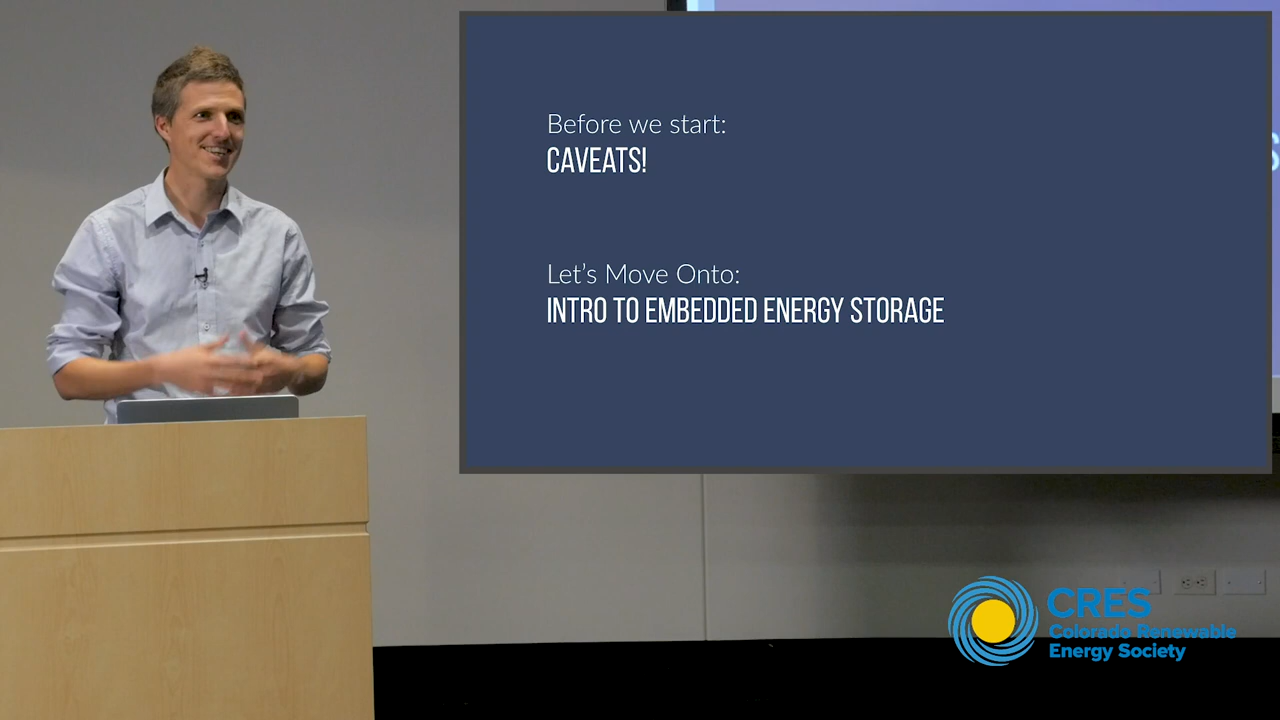 Before we start:
CAVEATS!
Let's Move Onto:
INTRO TO EMBEDDED ENERGY STORAGE
CRES
Colorado Renewable
Energy Society